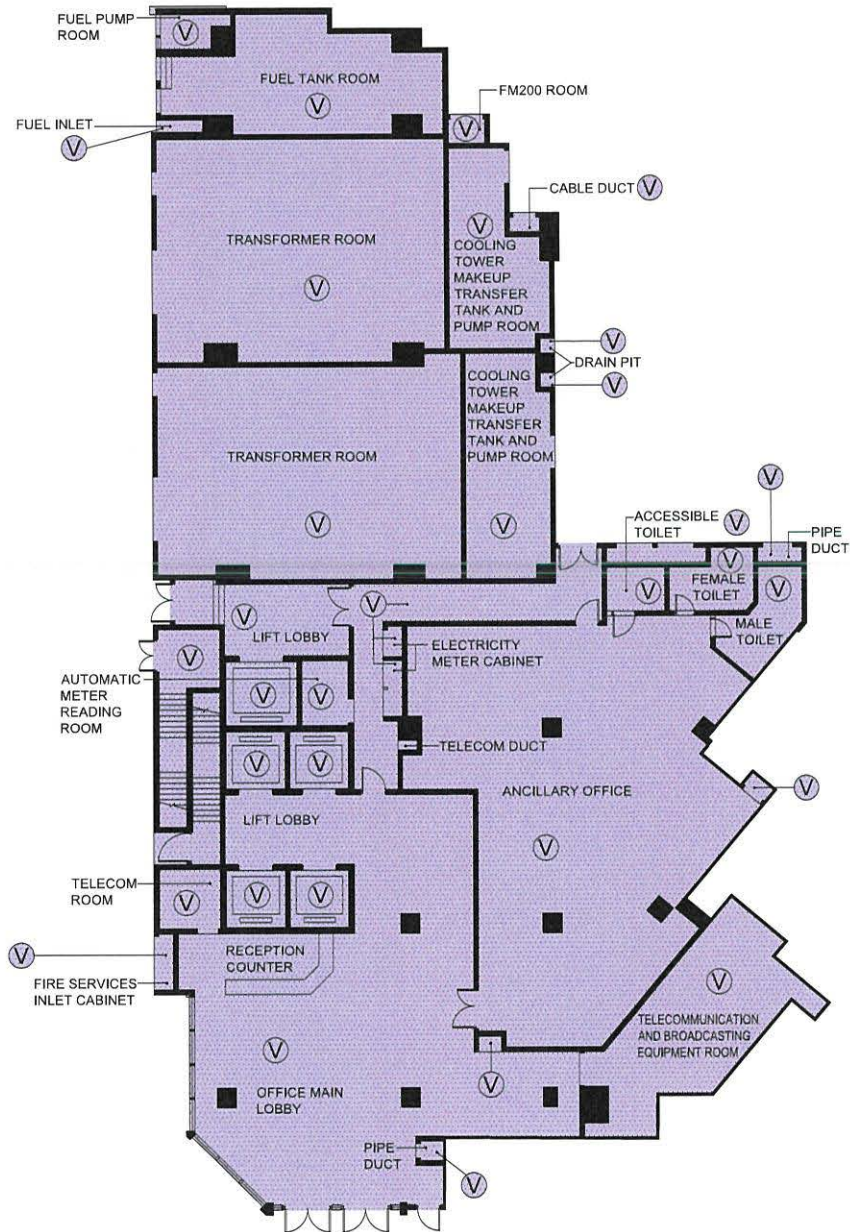 FUEL PUMP
ROOM
V
FUEL TANK ROOM
V
FM200 ROOM
V
FUEL INLET
V
CABLE DUCT V
TRANSFORMER ROOM
V
V
COOLING
TOWER
MAKEUP
TRANSFER
TANK AND
PUMP ROOM
V
DRAIN PIT
V
COOLING
TOWER
MAKEUP
TRANSFER
TANK AND
PUMP ROOM
V
TRANSFORMER ROOM
V
ACCESSIBLE
TOILET
V
V
PIPE
DUCT
V
FEMALE
TOILET
V
MALE
TOILET
V
V
LIFT LOBBY
V
ELECTRICITY
METER CABINET
V
AUTOMATIC
METER
READING
ROOM
V
V
TELECOM DUCT
V
V
LIFT LOBBY
ANCILLARY OFFICE
V
V
TELECOM
ROOM
V
V
V
V
FIRE SERVICES
INLET CABINET
RECEPTION
COUNTER
V
TELECOMMUNICATION
AND BROADCASTING
EQUIPMENT ROOM
V
OFFICE MAIN
LOBBY
V
PIPE
DUCT
V